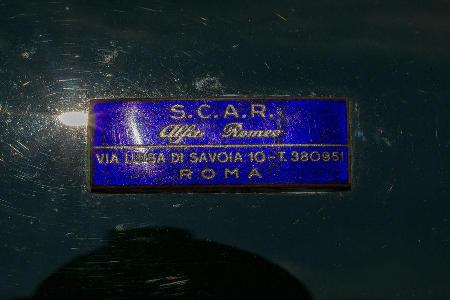 S.C.A.R.
Alfa Romeo
VIA LUISA DI SAVOIA 10-T. 380951
ROMA